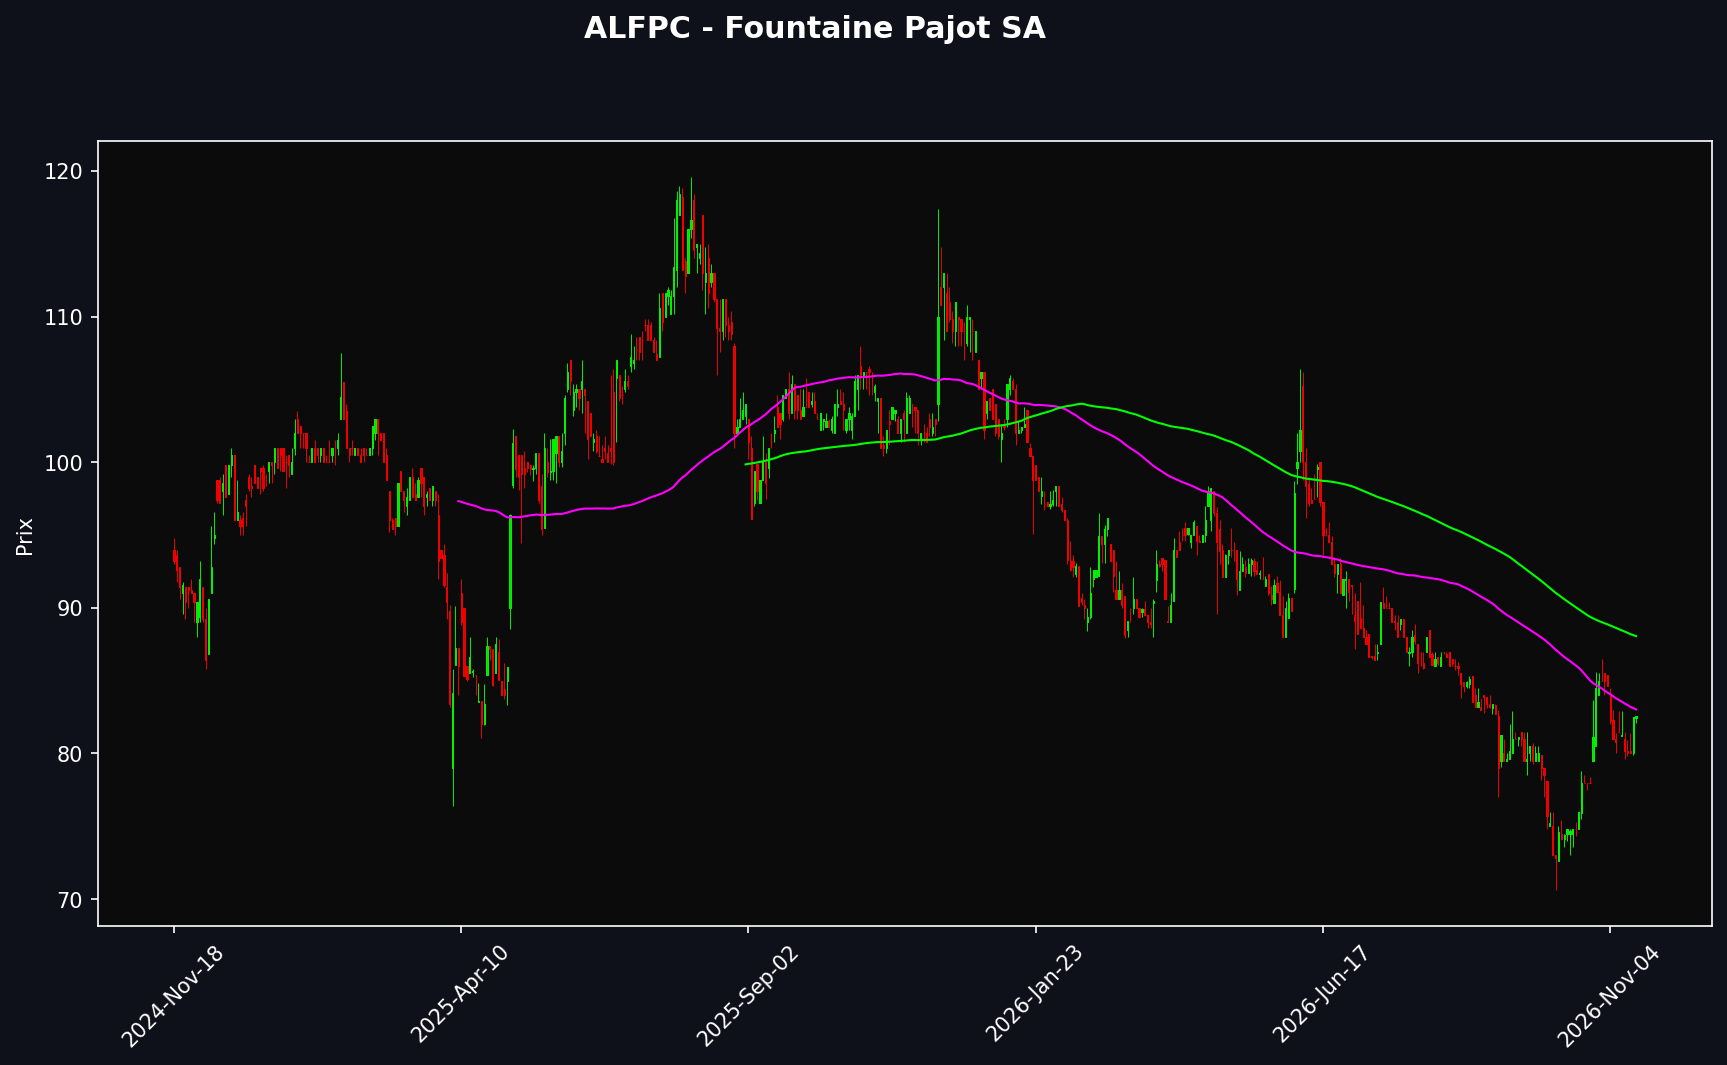 ALFPC - Fountaine Pajot SA
120
110
100
90
80
70
Prix
2024-Nov-18
2025-Apr-10
2025-Sep-02
2026-Jan-23
2026-Jun-17
2026-Nov-04